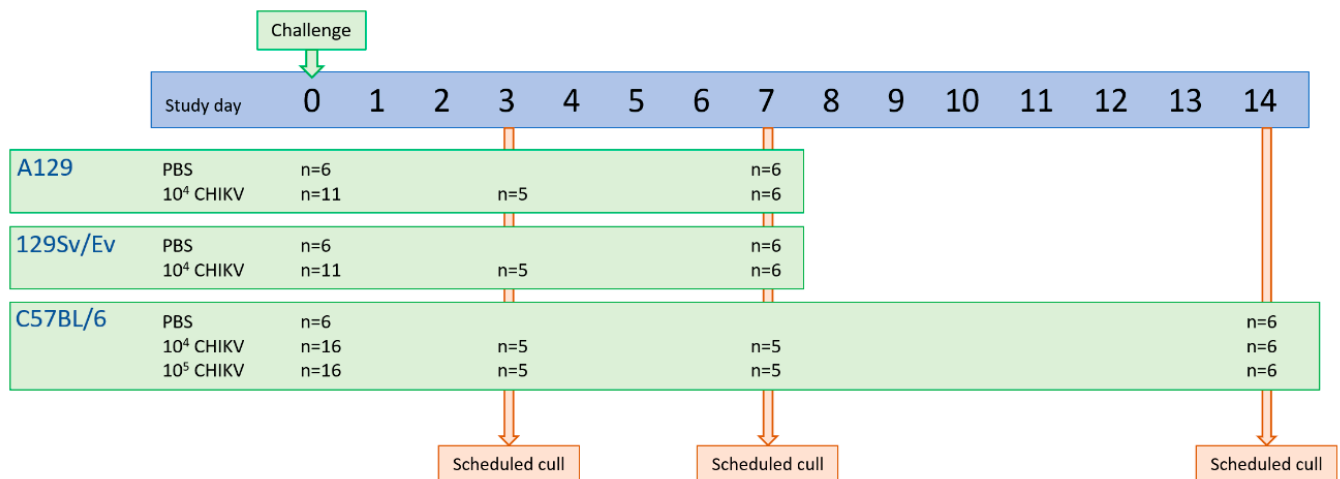 Challenge
Study day 0 1 2 3 4 5 6 7 8 9 10 11 12 13 14
A129 PBS n=6 n=6
10⁴ CHIKV n=11 n=5 n=6
129Sv/Ev PBS n=6 n=6
10⁴ CHIKV n=11 n=5 n=6
C57BL/6 PBS n=6 n=6
10⁴ CHIKV n=16 n=5 n=5 n=6
10⁵ CHIKV n=16 n=5 n=5 n=6
Scheduled cull Scheduled cull Scheduled cull